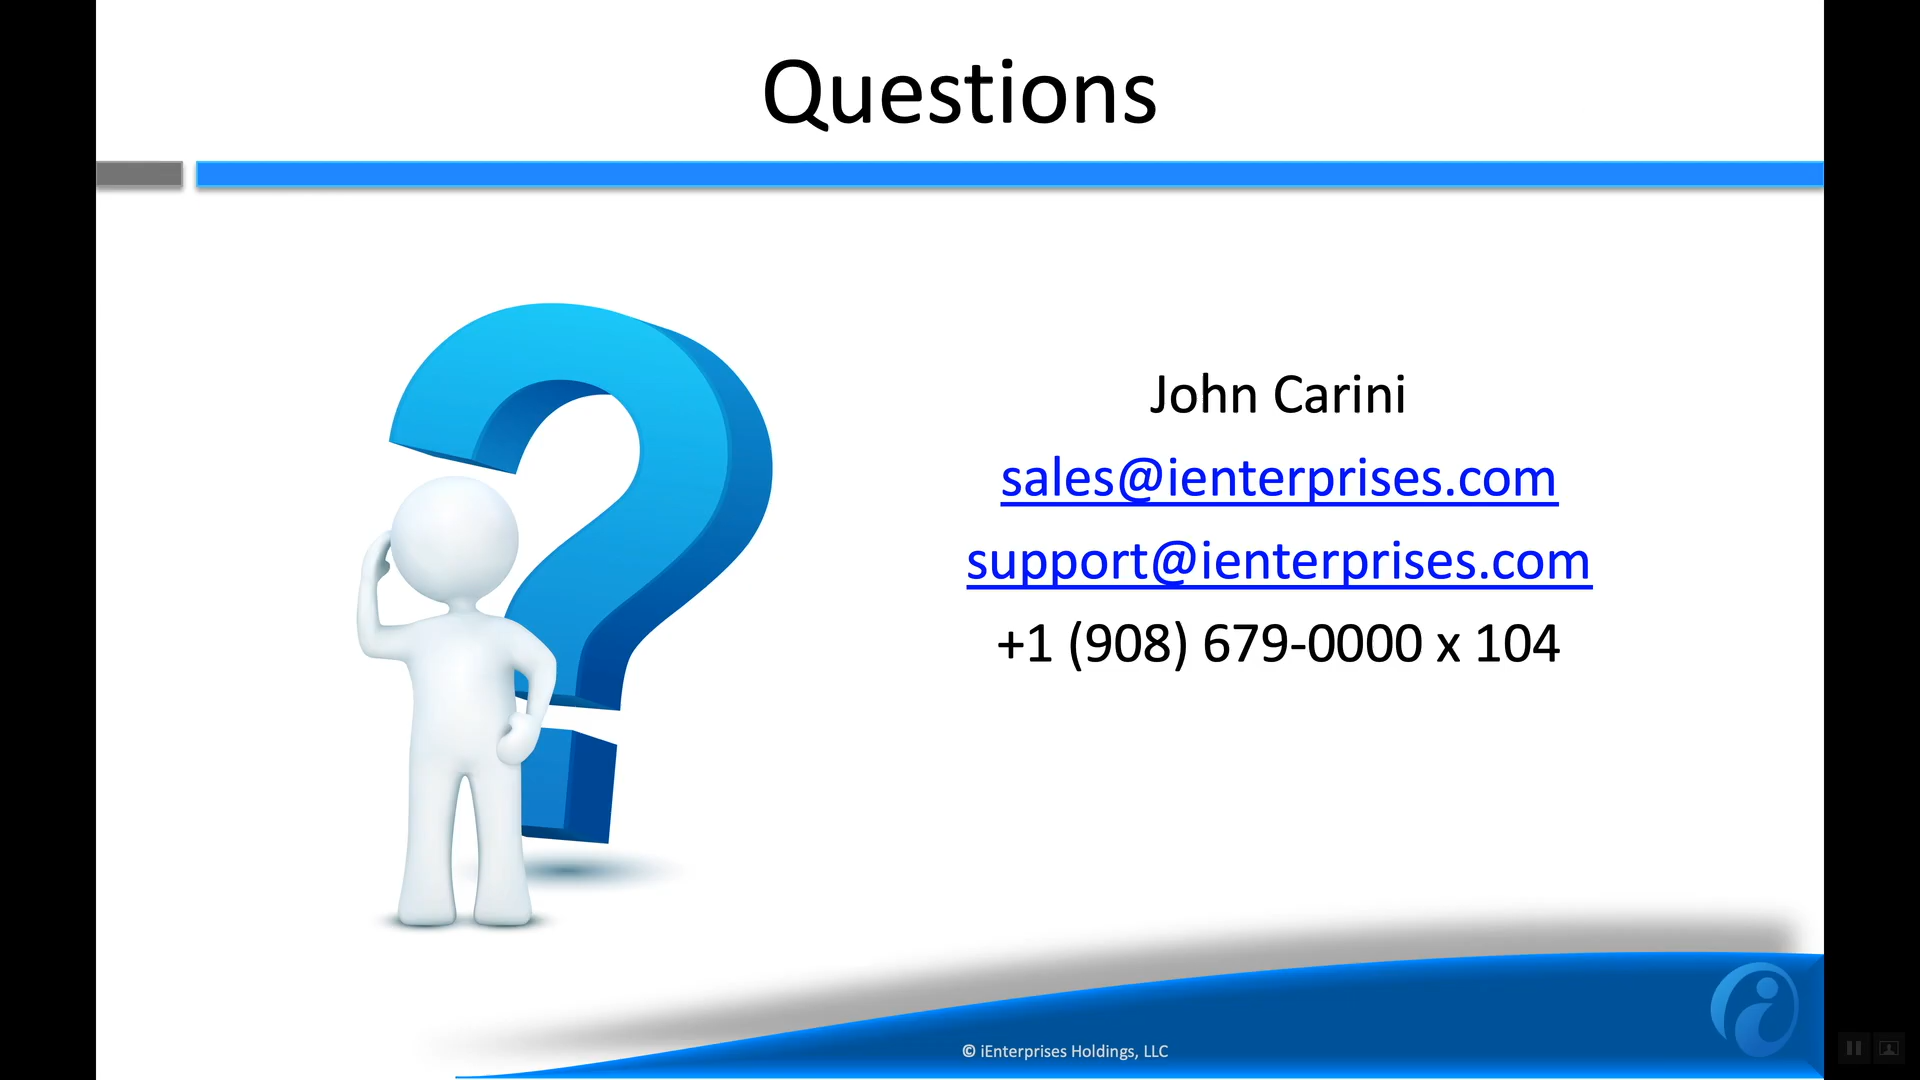 Questions
John Carini
sales@ienterprises.com
support@ienterprises.com
+1 (908) 679-0000 x 104
© iEnterprises Holdings, LLC